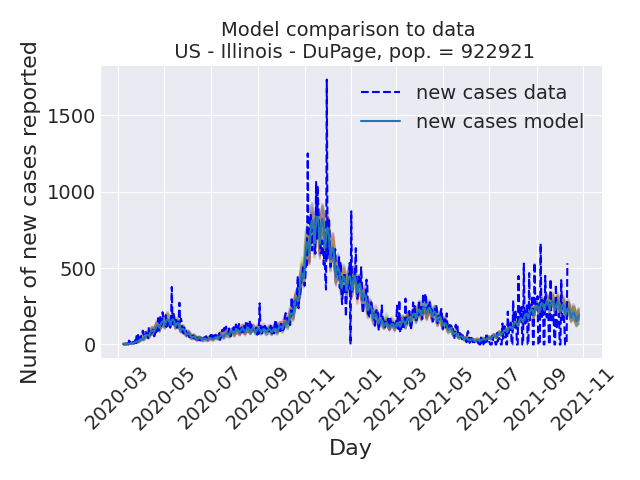 Model comparison to data
US - Illinois - DuPage, pop. = 922921
Number of new cases reported
new cases data
new cases model
1500
1000
500
0
2020-03
2020-05
2020-07
2020-09
2020-11
2021-01
2021-03
2021-05
2021-07
2021-09
2021-11
Day